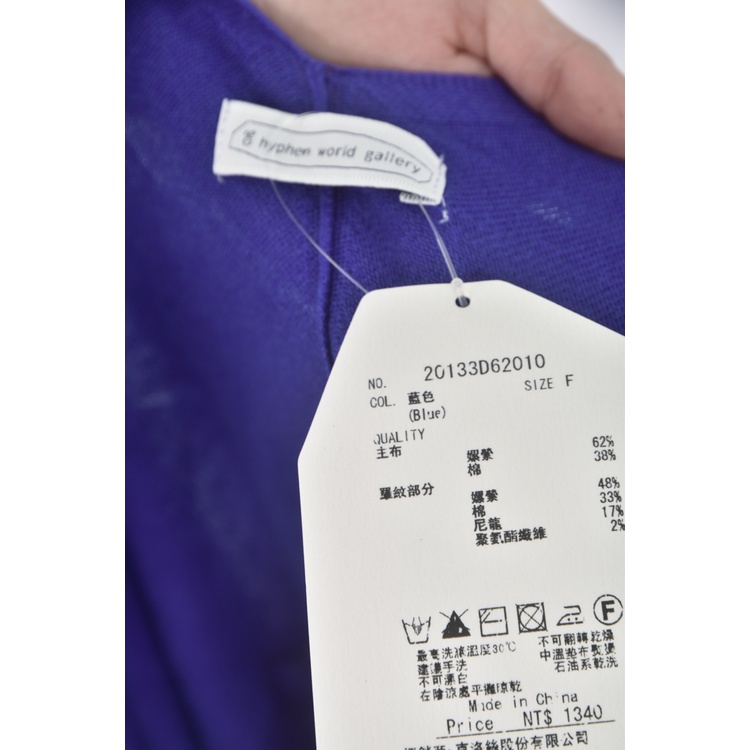 hyphen world gallery
NO. 20133D62010
COL. 藍色 SIZE F
(Blue)
QUALITY
主布
嫘縈 62%
棉 38%
羅紋部分
嫘縈 48%
棉 33%
尼龍 17%
聚氨酯纖維 2%
F
最高洗滌溫度30℃
建議手洗
不可漂白
在陰涼處平攤晾乾
不可翻轉乾燥
中溫墊布熨燙
石油系乾洗
Made in China
Price NT$ 1340
股份有限公司